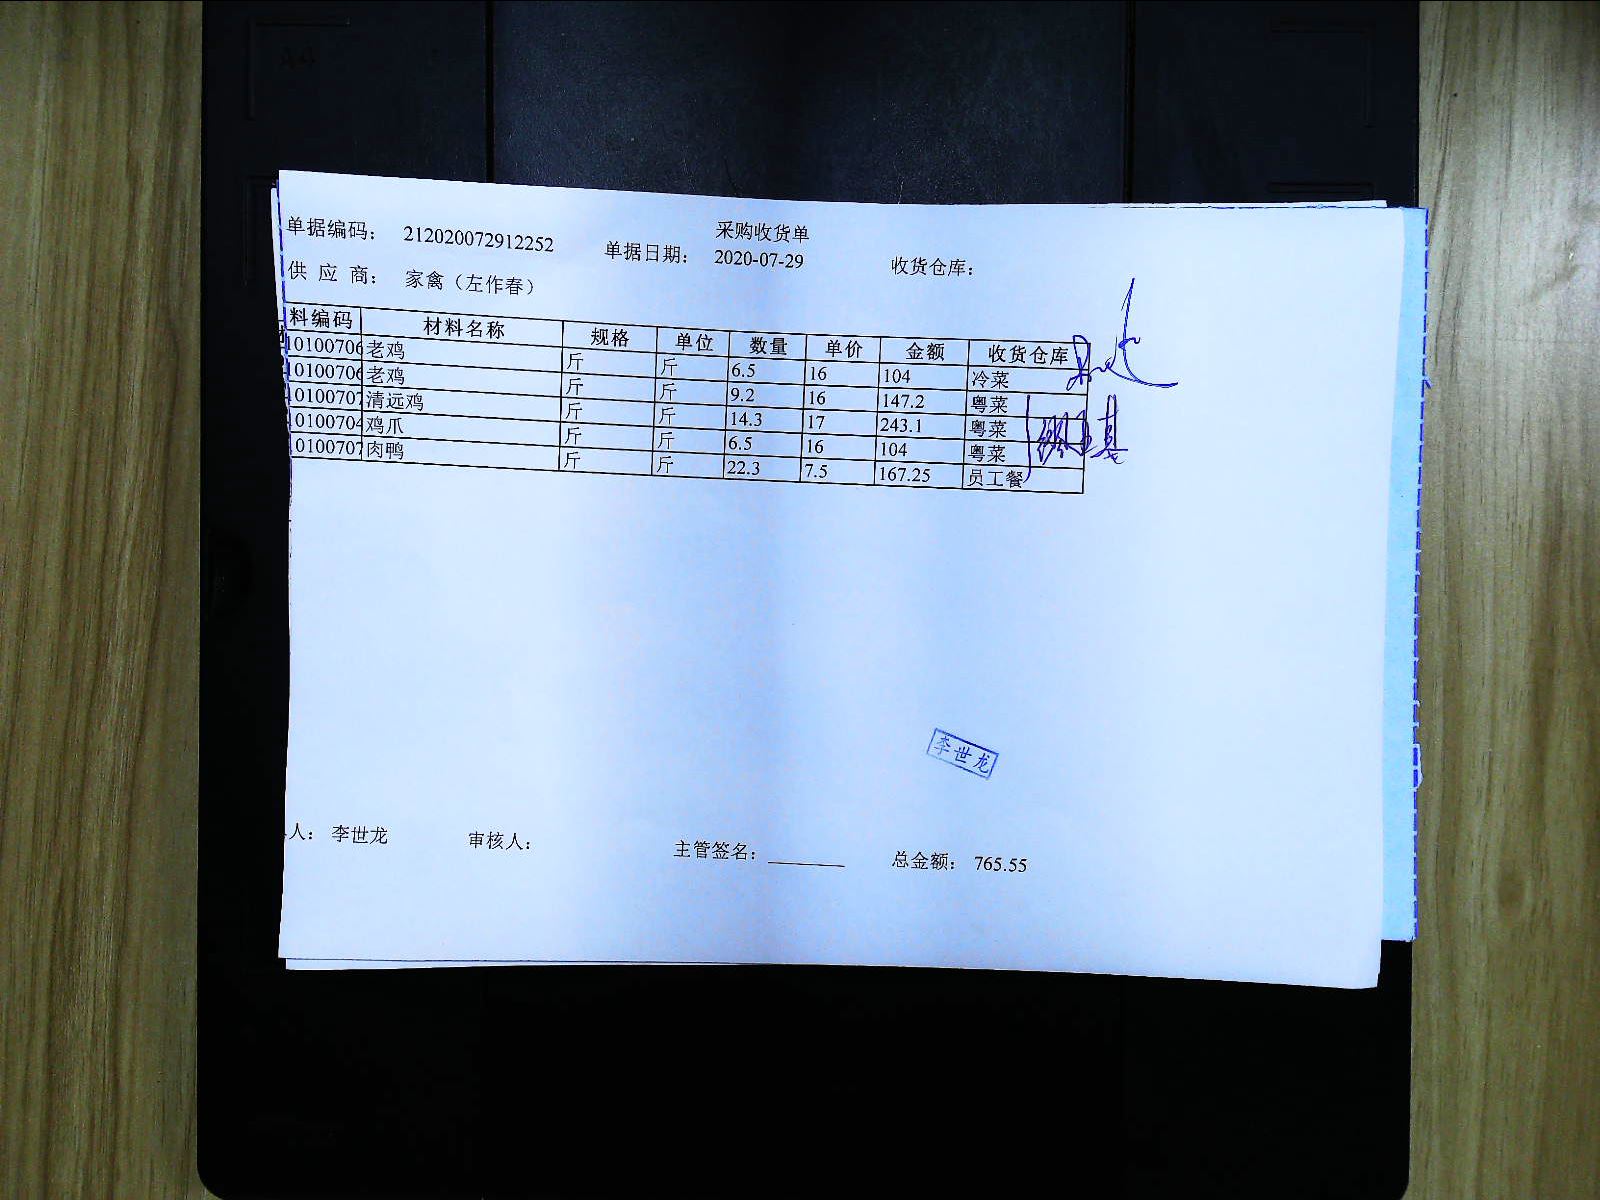 采购收货单
单据编码： 212020072912252 单据日期： 2020-07-29 收货仓库：
供 应 商： 家禽（左作春）
料编码 材料名称 规格 单位 数量 单价 金额 收货仓库
10100706 老鸡 斤 斤 6.5 16 104 冷菜
10100706 老鸡 斤 斤 9.2 16 147.2 粤菜
10100707 清远鸡 斤 斤 14.3 17 243.1 粤菜
10100704 鸡爪 斤 斤 6.5 16 104 粤菜
10100707 肉鸭 斤 斤 22.3 7.5 167.25 员工餐
李世龙
人： 李世龙 审核人： 主管签名： 总金额： 765.55